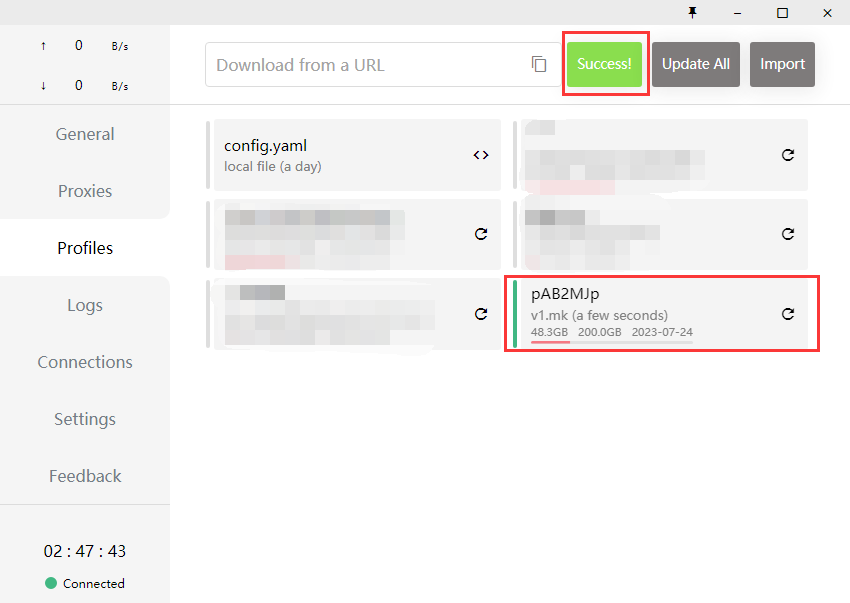 ↑ 0 B/s
↓ 0 B/s
General
Proxies
Profiles
Logs
Connections
Settings
Feedback
02 : 47 : 43
Connected
Download from a URL
Success!
Update All
Import
config.yaml
local file (a day)
pAB2MJp
v1.mk (a few seconds)
48.3GB 200.0GB 2023-07-24